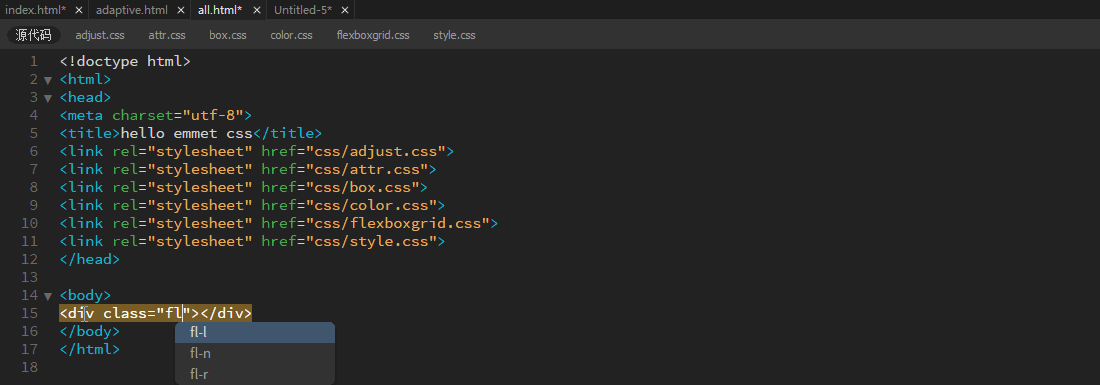 index.html* × adaptive.html all.html* × Untitled-5* ×
源代码 adjust.css attr.css box.css color.css flexboxgrid.css style.css
1 <!doctype html>
2 ▼ <html>
3 ▼ <head>
4 <meta charset="utf-8">
5 <title>hello emmet css</title>
6 <link rel="stylesheet" href="css/adjust.css">
7 <link rel="stylesheet" href="css/attr.css">
8 <link rel="stylesheet" href="css/box.css">
9 <link rel="stylesheet" href="css/color.css">
10 <link rel="stylesheet" href="css/flexboxgrid.css">
11 <link rel="stylesheet" href="css/style.css">
12 </head>
13
14 ▼ <body>
15 <div class="fl"></div>
16 </body>
17 </html>
18
fl-l
fl-n
fl-r